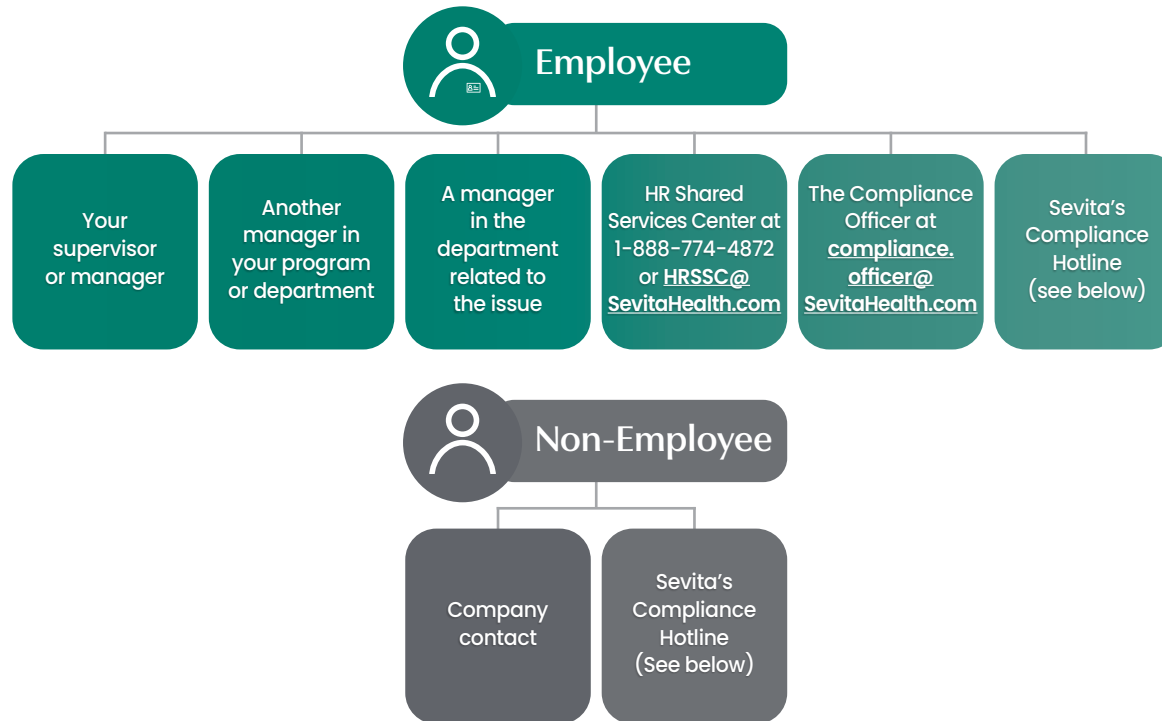 Employee
Your
supervisor
or manager
Another
manager in
your program
or department
A manager
in the
department
related to
the issue
HR Shared
Services Center at
1-888-774-4872
or HRSSC@
SevitaHealth.com
The Compliance
Officer at
compliance.
officer@
SevitaHealth.com
Sevita’s
Compliance
Hotline
(see below)
Non-Employee
Company
contact
Sevita’s
Compliance
Hotline
(See below)